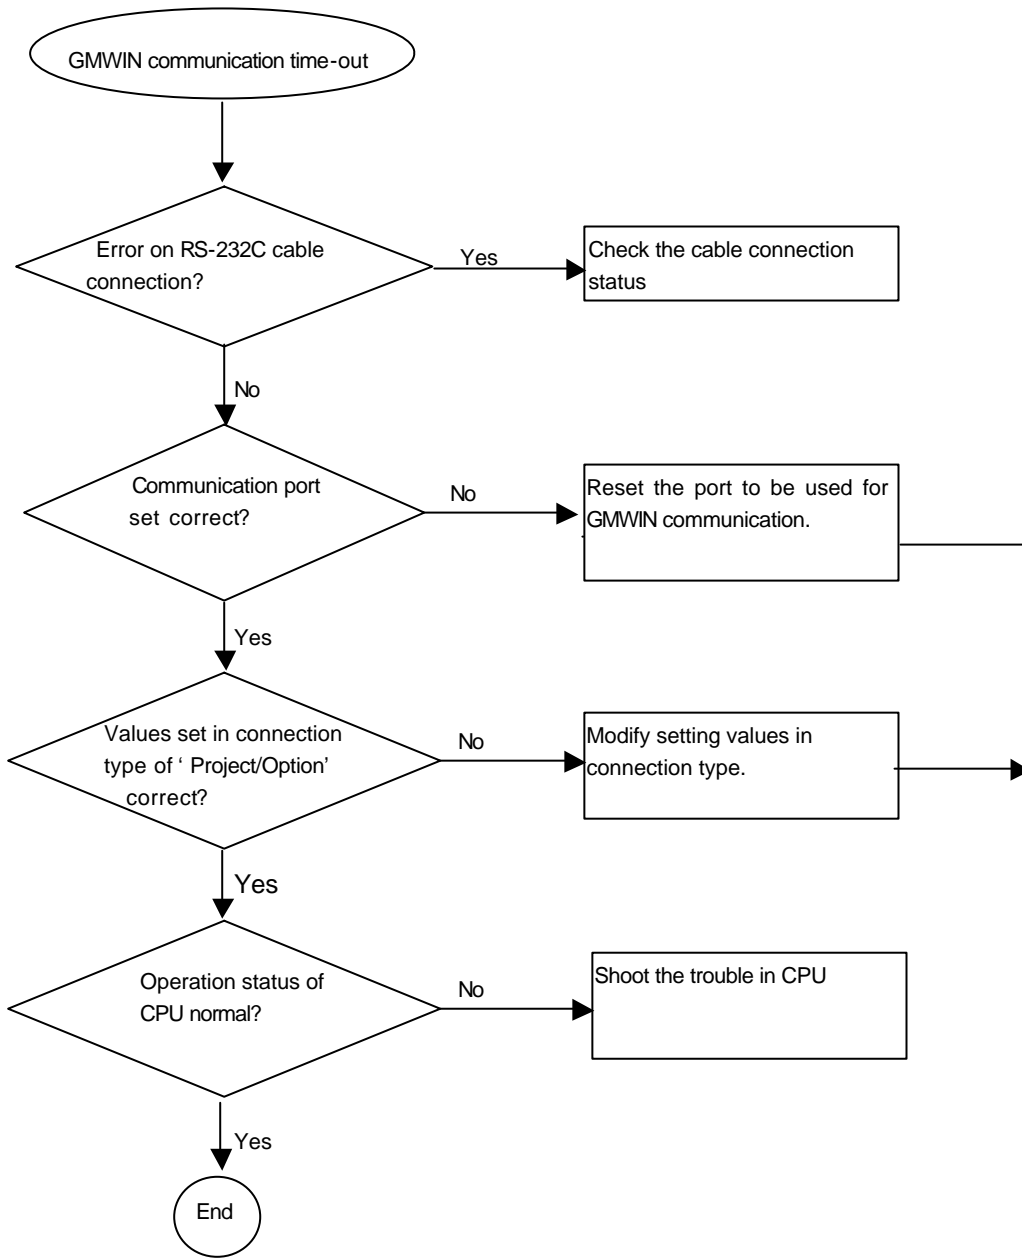 GMWIN communication time-out
Error on RS-232C cable
connection?
Yes
Check the cable connection
status
No
Communication port
set correct?
No
Reset the port to be used for
GMWIN communication.
Yes
Values set in connection
type of ‘ Project/Option’
correct?
No
Modify setting values in
connection type.
Yes
Operation status of
CPU normal?
No
Shoot the trouble in CPU
Yes
End